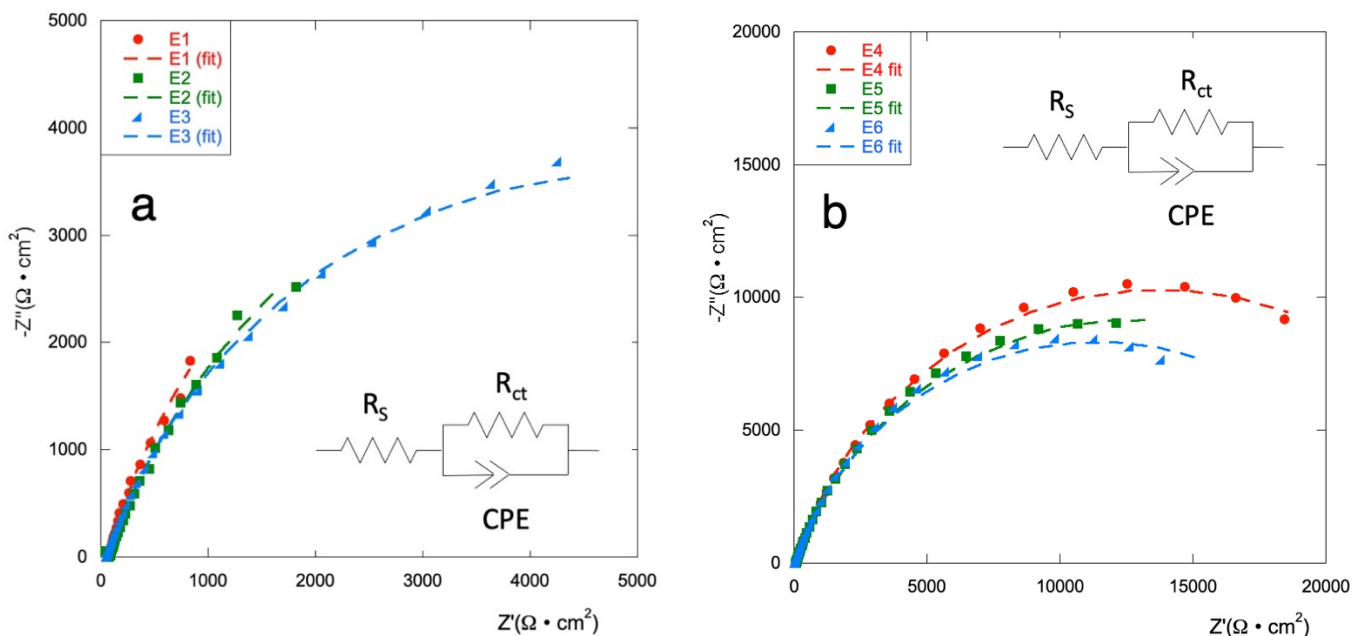 a
5000
4000
3000
2000
1000
0
-Z''(Ω • cm²)
E1
E1 (fit)
E2
E2 (fit)
E3
E3 (fit)
R_S
R_ct
CPE
0 1000 2000 3000 4000 5000
Z'(Ω • cm²)
b
20000
15000
10000
5000
0
-Z''(Ω • cm²)
E4
E4 fit
E5
E5 fit
E6
E6 fit
R_S
R_ct
CPE
0 5000 10000 15000 20000
Z'(Ω • cm²)